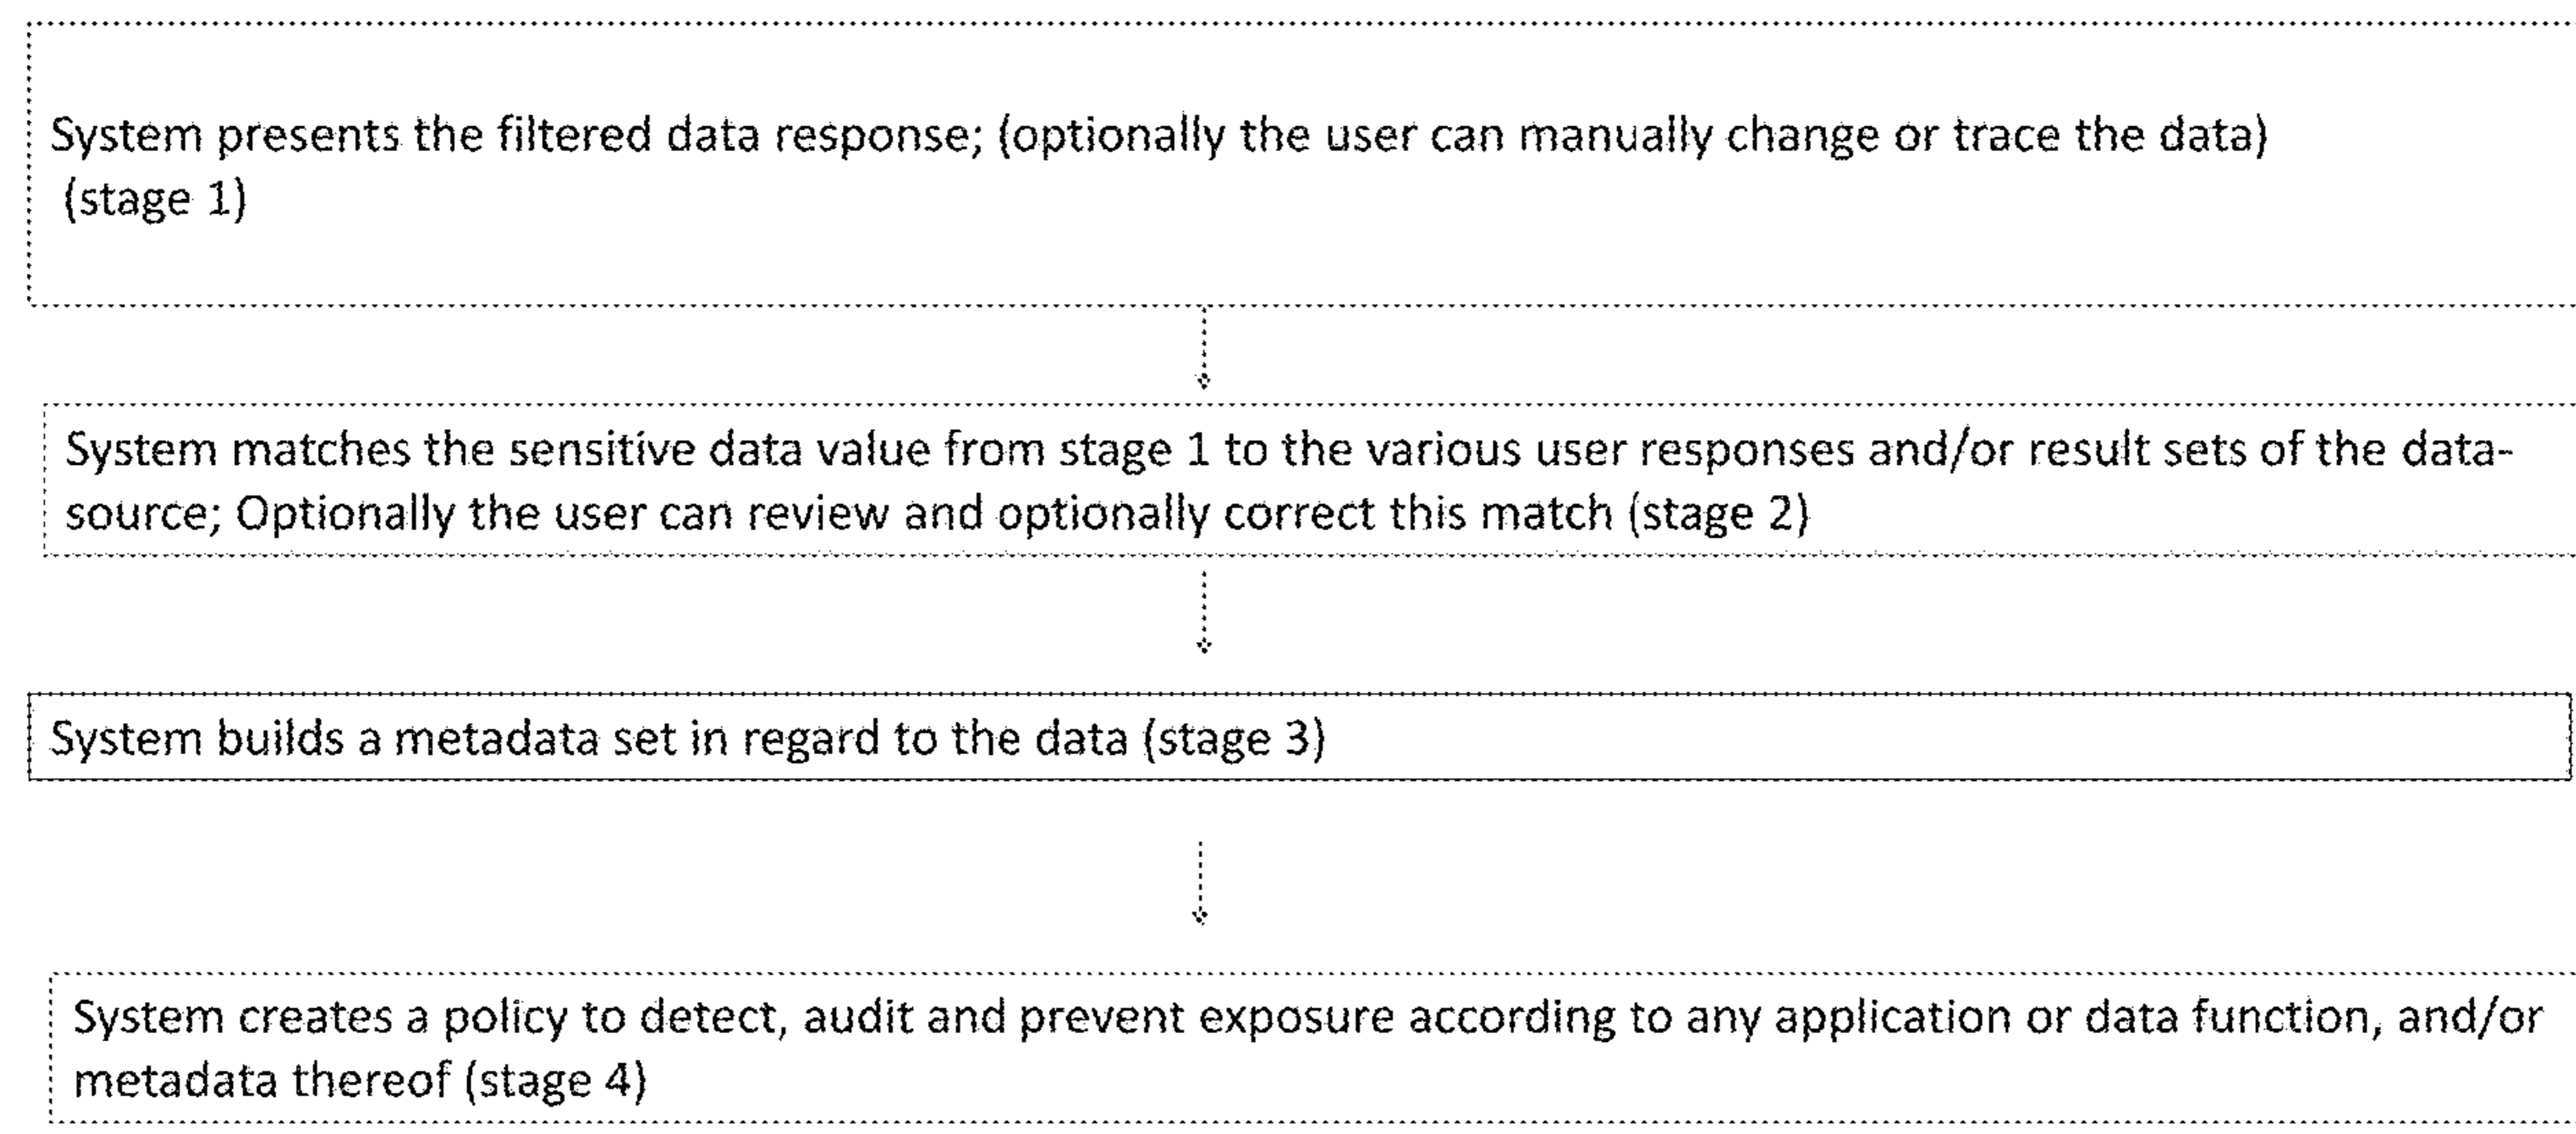 System presents the filtered data response; (optionally the user can manually change or trace the data)
(stage 1)
System matches the sensitive data value from stage 1 to the various user responses and/or result sets of the data-
source; Optionally the user can review and optionally correct this match (stage 2)
System builds a metadata set in regard to the data (stage 3)
System creates a policy to detect, audit and prevent exposure according to any application or data function, and/or
metadata thereof (stage 4)